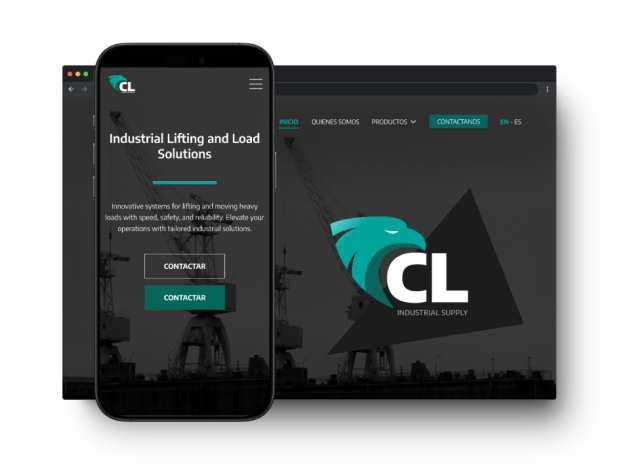 CL
Industrial Lifting and Load
Solutions
Innovative systems for lifting and moving heavy
loads with speed, safety, and reliability. Elevate your
operations with tailored industrial solutions.
CONTACTAR
CONTACTAR
INICIO QUIENES SOMOS PRODUCTOS CONTACTANOS EN - ES
CL
INDUSTRIAL SUPPLY